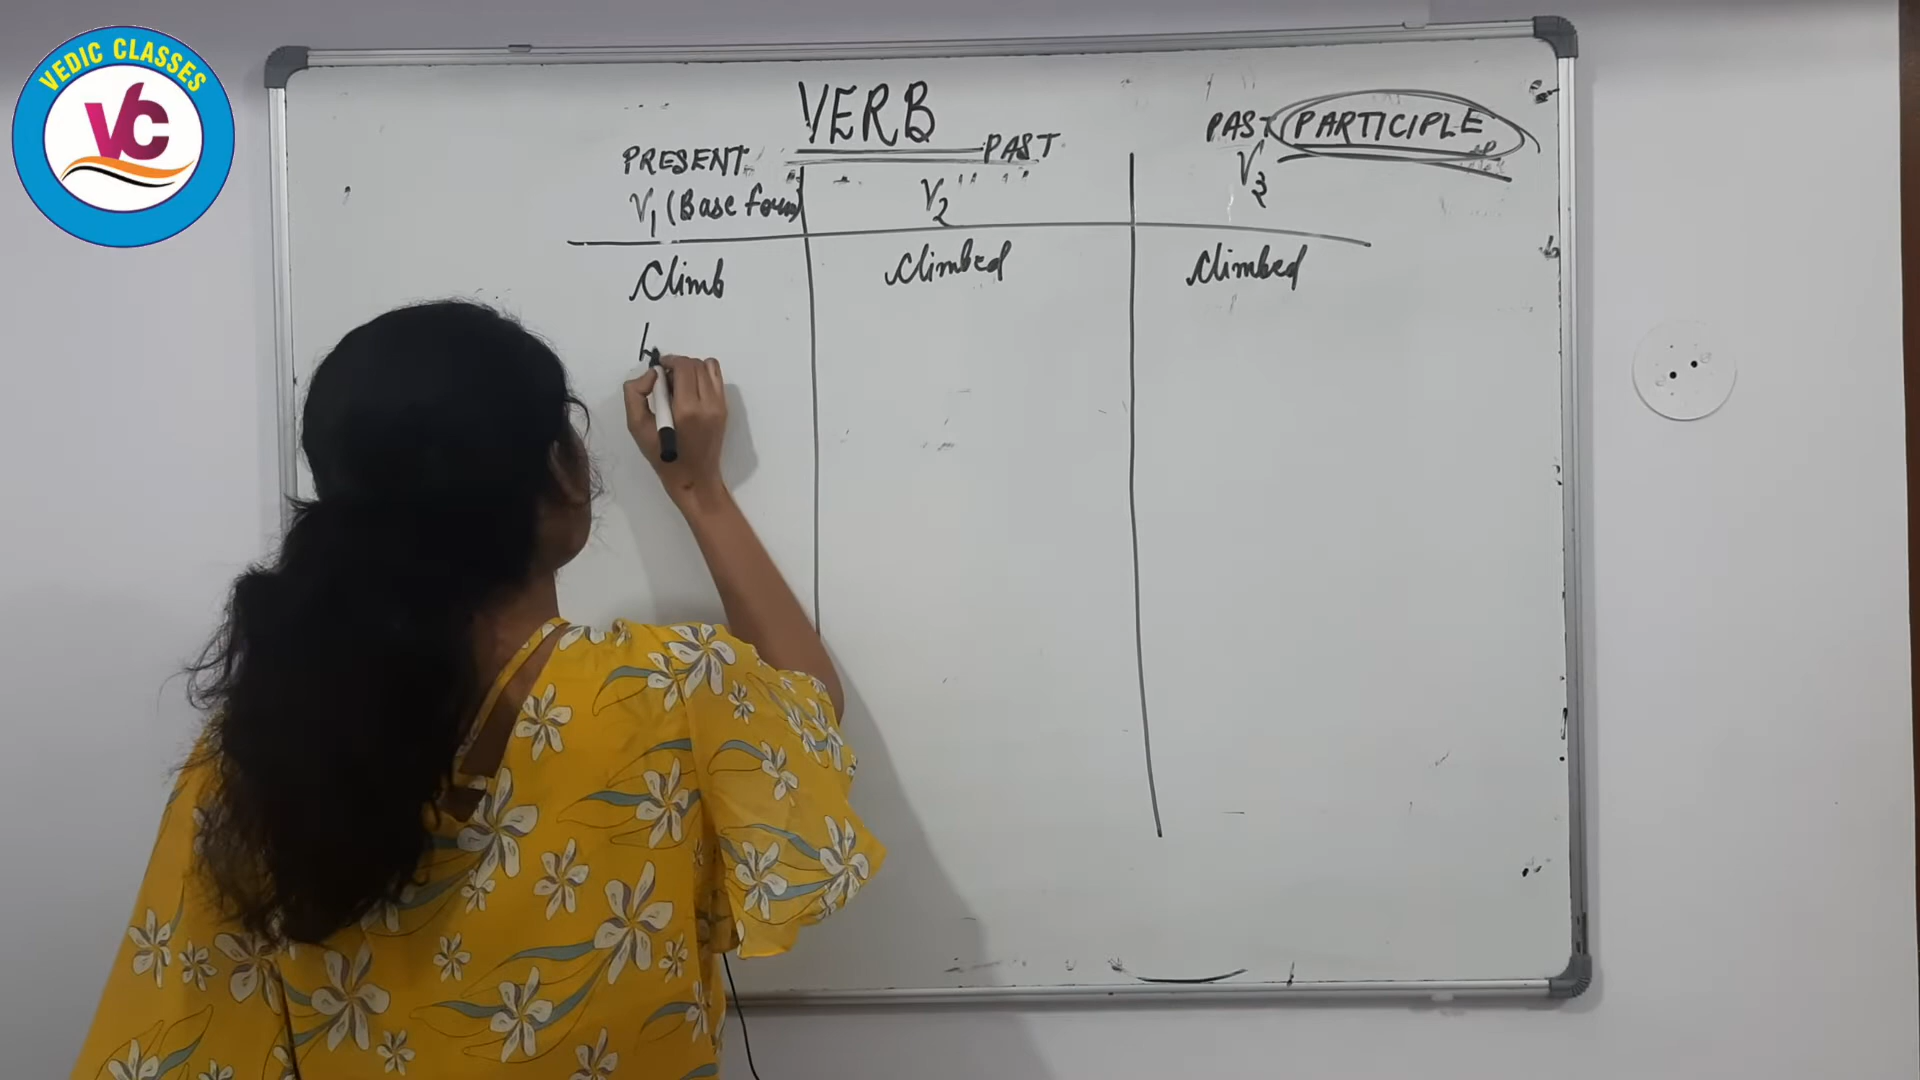 VEDIC CLASSES
VC
VERB
PRESENT PAST PAST PARTICIPLE
V1 (Base form) V2 V3
Climb Climbed Climbed